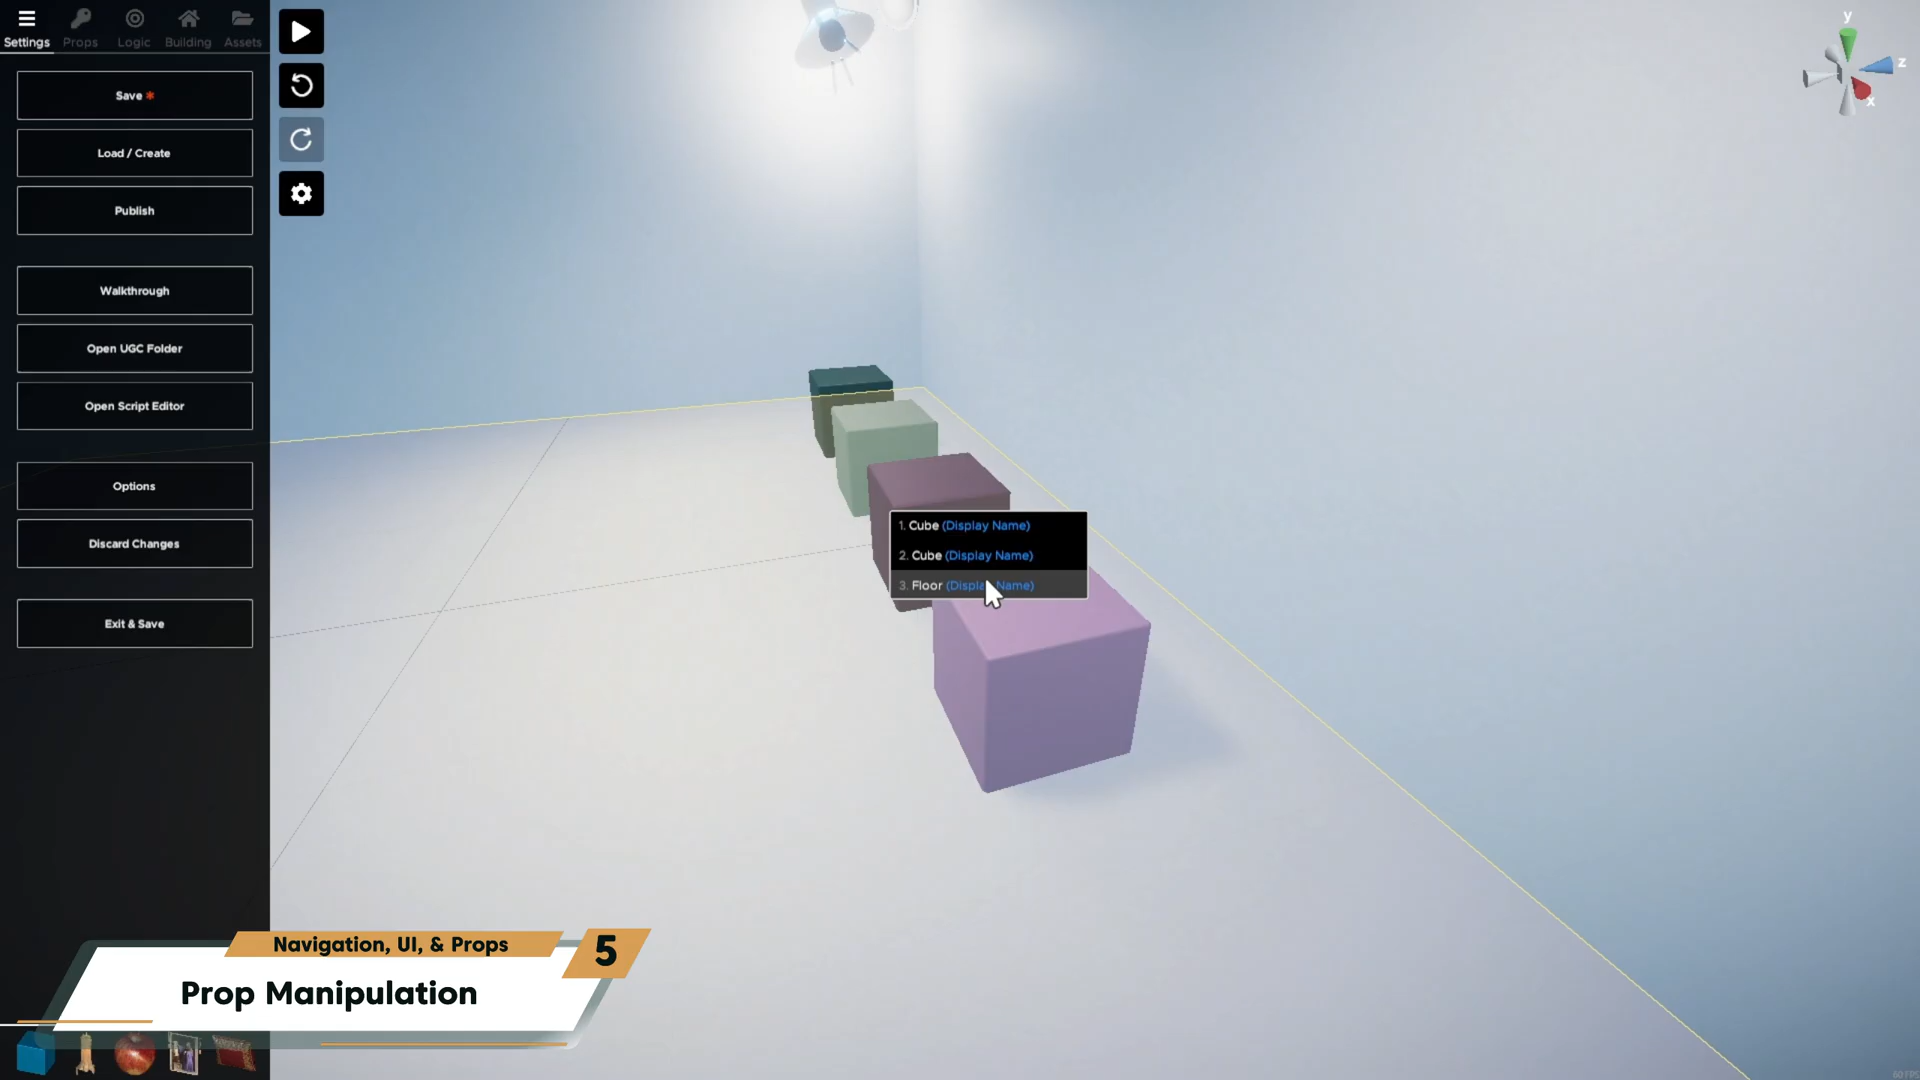 Settings Props Logic Building Assets
Save *
Load / Create
Publish
Walkthrough
Open UGC Folder
Open Script Editor
Options
Discard Changes
Exit & Save
y
z
x
1. Cube (Display Name)
2. Cube (Display Name)
3. Floor (Display Name)
Navigation, UI, & Props
5
Prop Manipulation
60 FPS